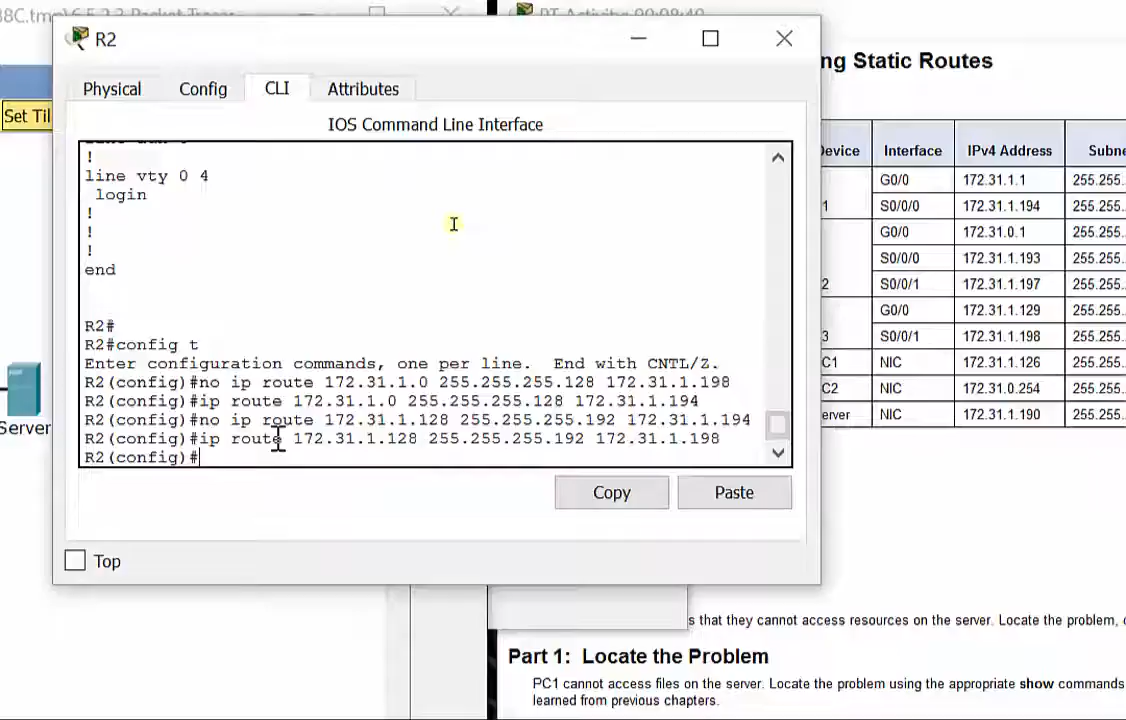 R2
Physical Config CLI Attributes
Set Til
IOS Command Line Interface
!
line vty 0 4
login
!
!
!
end
R2#
R2#config t
Enter configuration commands, one per line. End with CNTL/Z.
R2(config)#no ip route 172.31.1.0 255.255.255.128 172.31.1.198
R2(config)#ip route 172.31.1.0 255.255.255.128 172.31.1.194
R2(config)#no ip route 172.31.1.128 255.255.255.192 172.31.1.194
R2(config)#ip route 172.31.1.128 255.255.255.192 172.31.1.198
R2(config)#
Copy Paste
Top
Server
ng Static Routes
evice Interface IPv4 Address Subne
G0/0 172.31.1.1 255.255.
1 S0/0/0 172.31.1.194 255.255.
G0/0 172.31.0.1 255.255.
S0/0/0 172.31.1.193 255.255.
2 S0/0/1 172.31.1.197 255.255.
G0/0 172.31.1.129 255.255.
3 S0/0/1 172.31.1.198 255.255.
C1 NIC 172.31.1.126 255.255.
C2 NIC 172.31.0.254 255.255.
erver NIC 172.31.1.190 255.255.
s that they cannot access resources on the server. Locate the problem,
Part 1: Locate the Problem
PC1 cannot access files on the server. Locate the problem using the appropriate show commands
learned from previous chapters.